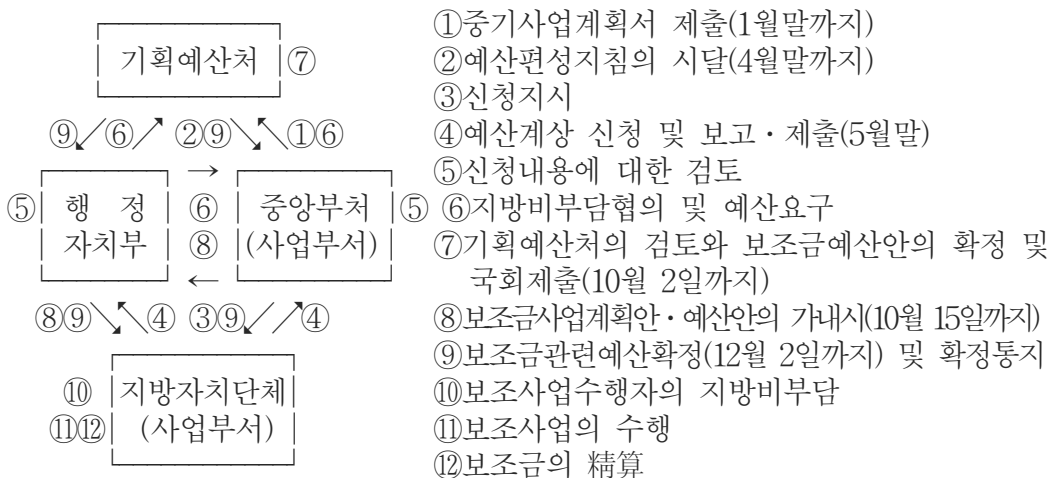 ①중기사업계획서 제출(1월말까지)
기획예산처 ⑦
②예산편성지침의 시달(4월말까지)
③신청지시
⑨ ⑥ ②⑨ ①⑥
④예산계상 신청 및 보고・제출(5월말)
⑤신청내용에 대한 검토
⑤ 행 정 ⑥ 중앙부처 ⑤
⑥지방비부담협의 및 예산요구
자치부 ⑧ (사업부서)
⑦기획예산처의 검토와 보조금예산안의 확정 및
국회제출(10월 2일까지)
⑧⑨ ④ ③⑨ ④
⑧보조금사업계획안・예산안의 가내시(10월 15일까지)
⑨보조금관련예산확정(12월 2일까지) 및 확정통지
⑩ 지방자치단체
⑩보조사업수행자의 지방비부담
⑪⑫ (사업부서)
⑪보조사업의 수행
⑫보조금의 精算